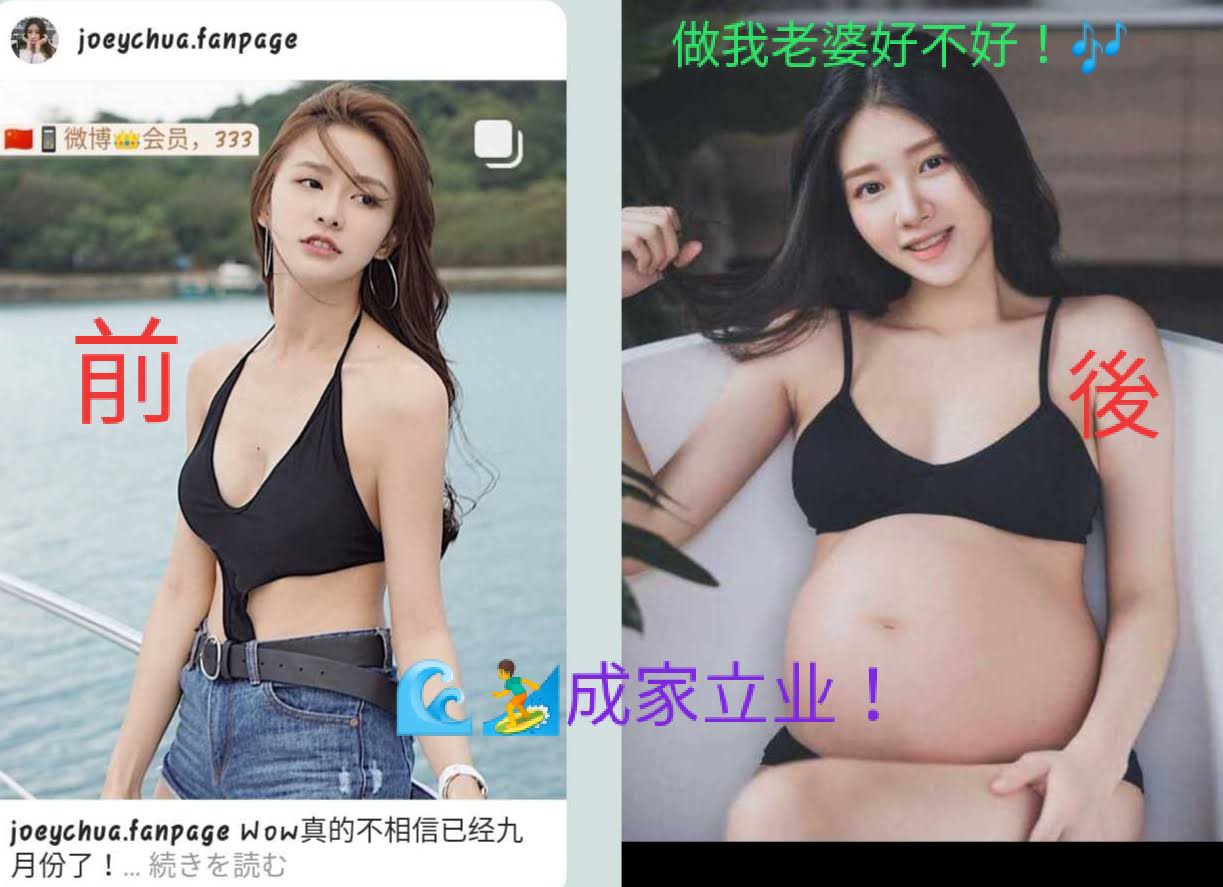 joeychua.fanpage
🇨🇳📱微博👑会员，333
前
joeychua.fanpage Wow真的不相信已经九
月份了！... 続きを読む
做我老婆好不好！🎶
後
🌊🏄‍♂️成家立业！